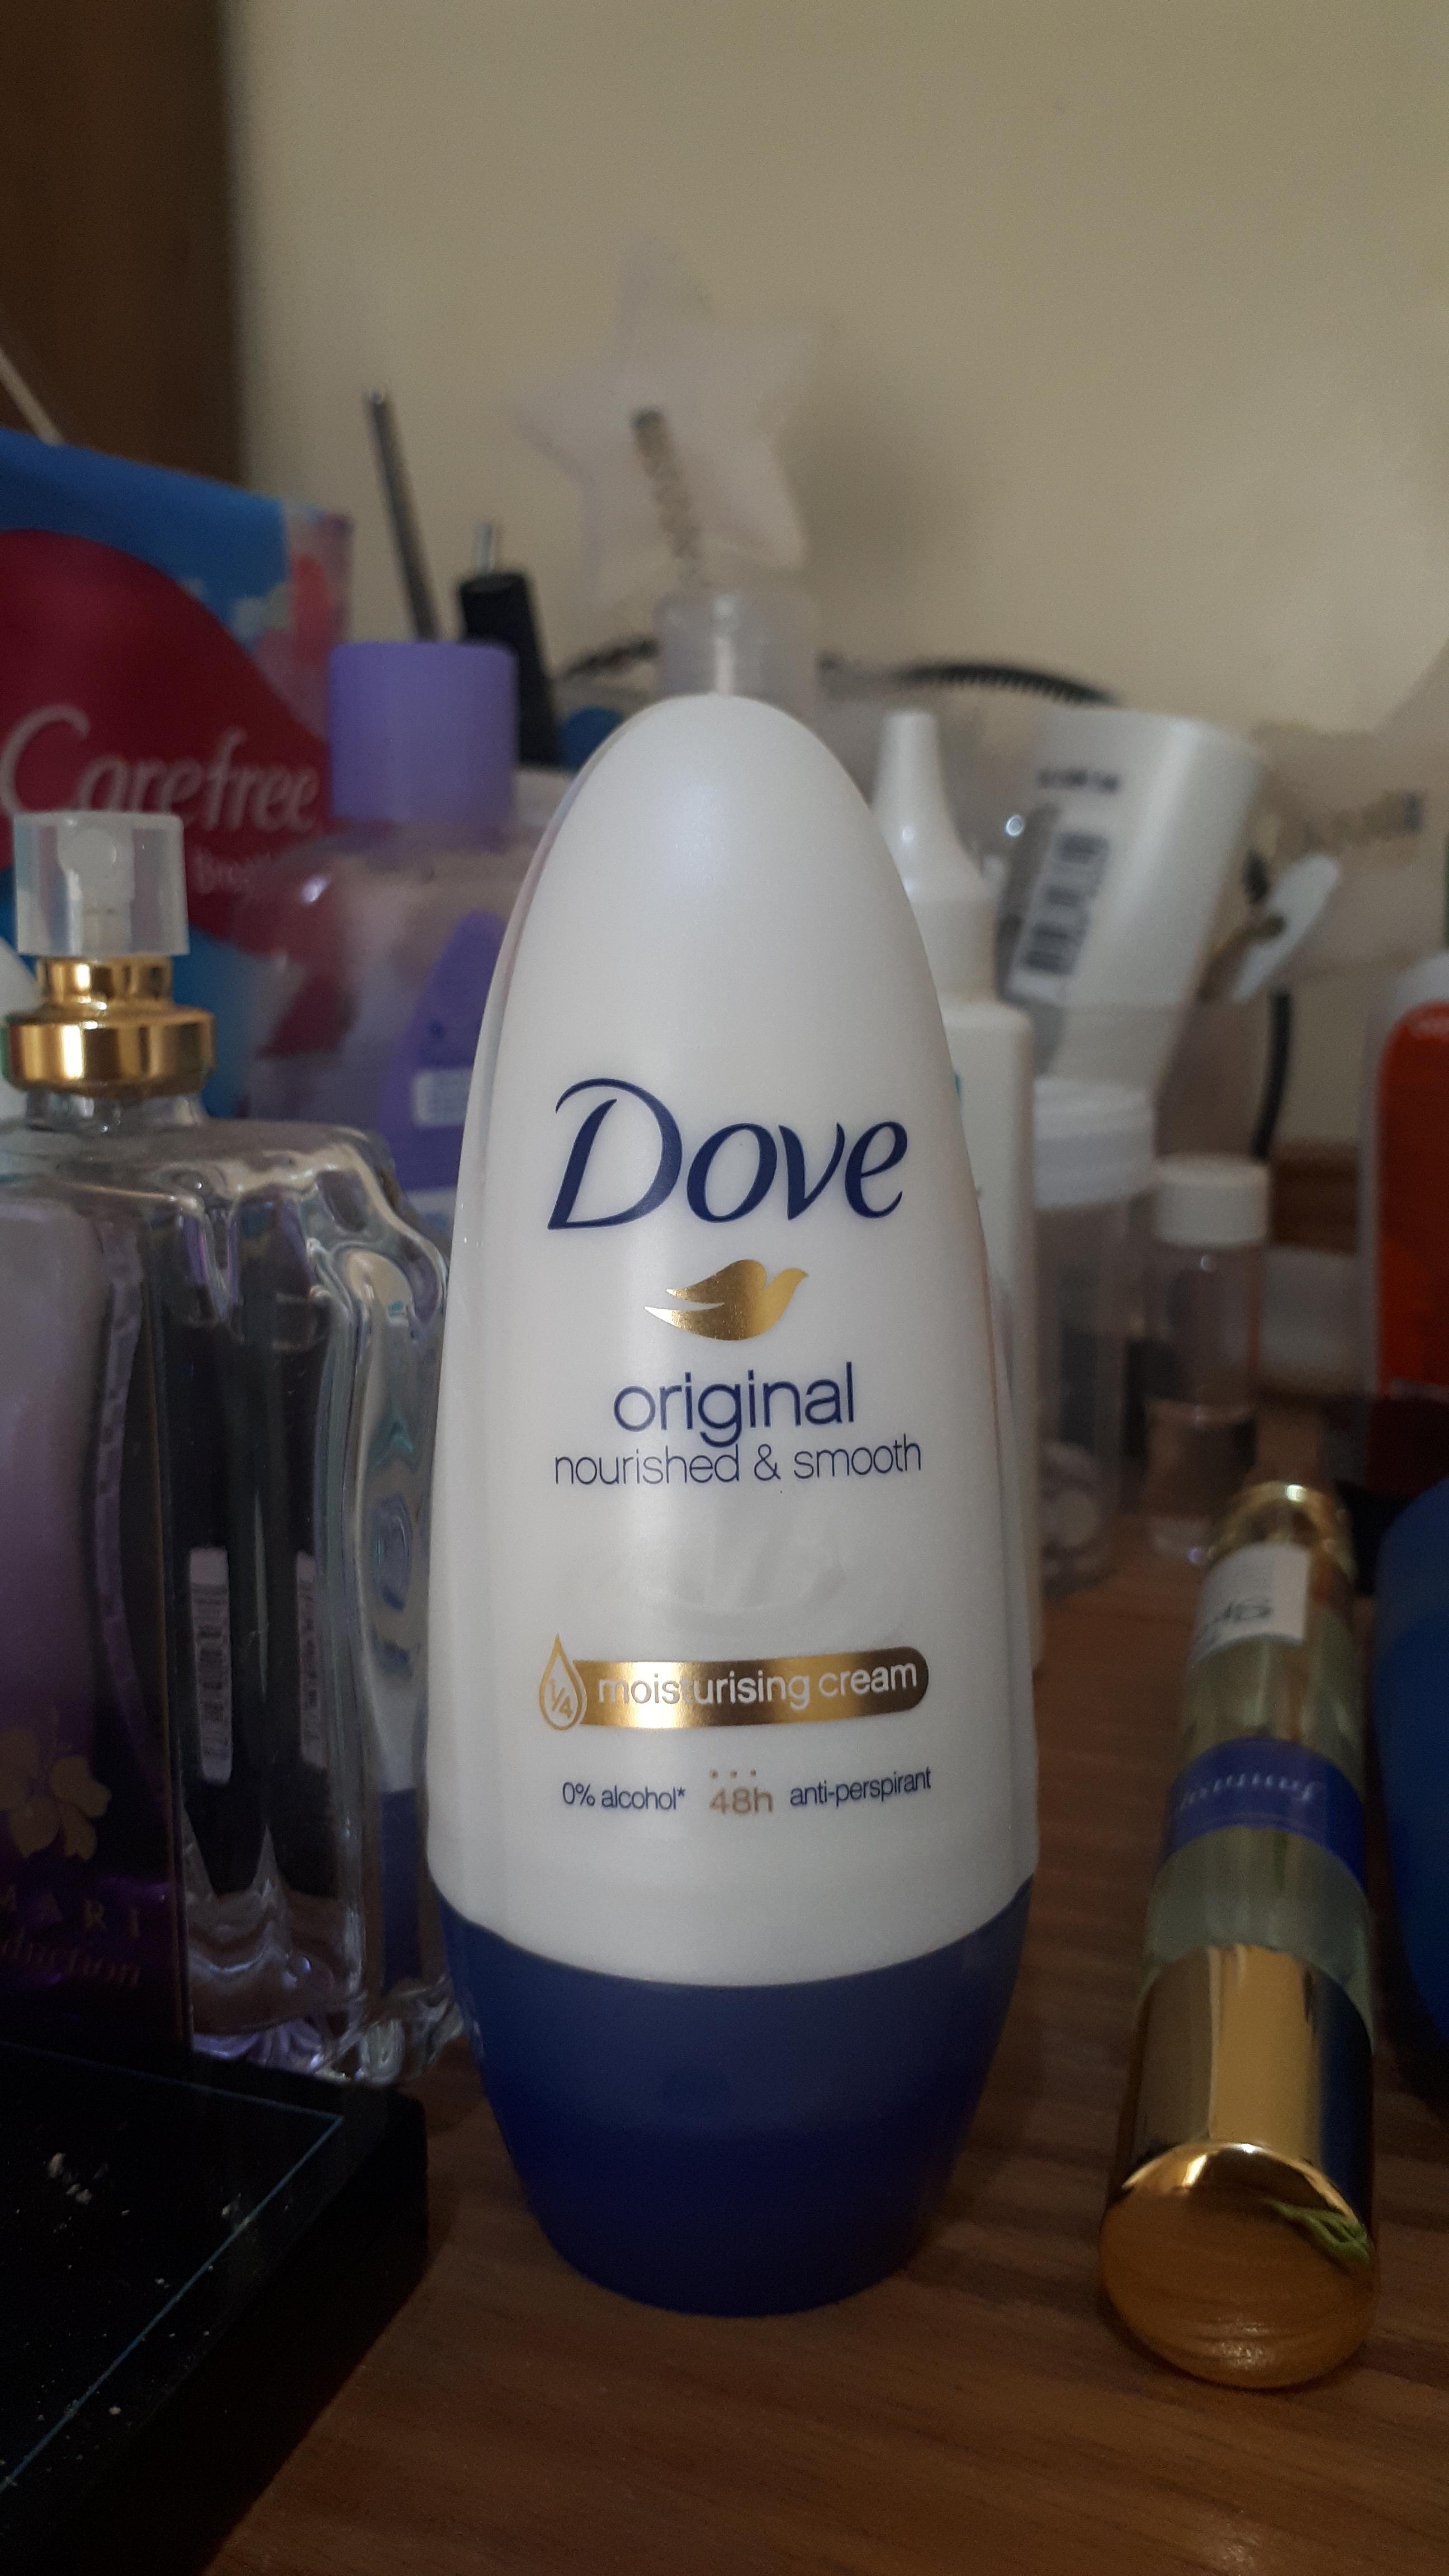 Carefree
Dove
original
nourished & smooth
1/4 moisturising cream
0% alcohol* 48h anti-perspirant